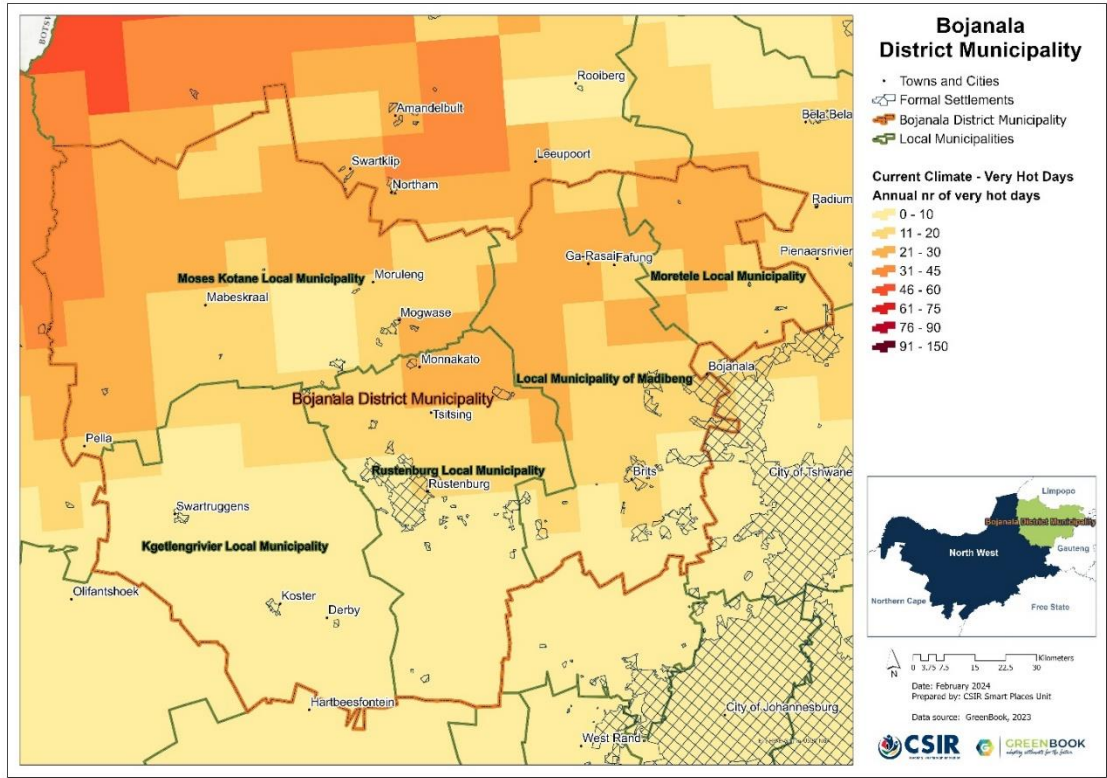 Bojanala
District Municipality
Towns and Cities
Formal Settlements
Bojanala District Municipality
Local Municipalities
Current Climate - Very Hot Days
Annual nr of very hot days
0 - 10
11 - 20
21 - 30
31 - 45
46 - 60
61 - 75
76 - 90
91 - 150
Rooiberg
Amandelbult
Bela Bela
Swartklip
Leeupoort
Northam
Radium
Ga-Rasai
Fafung
Pienaarsrivier
Moses Kotane Local Municipality
Moruleng
Moretele Local Municipality
Mabeskraal
Mogwase
Monnakato
Bojanala
Local Municipality of Madibeng
Bojanala District Municipality
Tsitsing
Pella
Rustenburg Local Municipality
Brits
City of Tshwane
Rustenburg
Swartruggens
Kgetlengrivier Local Municipality
Olifantshoek
Koster
Derby
Hartbeesfontein
City of Johannesburg
West Rand
Limpopo
Bojanala District Municipality
North West
Gauteng
Northern Cape
Free State
N
Kilometers
0 3,75 7,5 15 22,5 30
Date: February 2024
Prepared by: CSIR Smart Places Unit
Data source: GreenBook, 2023
CSIR
GREENBOOK